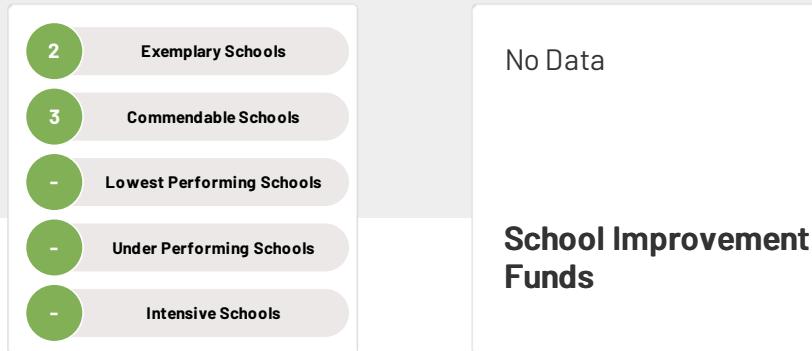 2 Exemplary Schools
3 Commendable Schools
- Lowest Performing Schools
- Under Performing Schools
- Intensive Schools
No Data
School Improvement
Funds